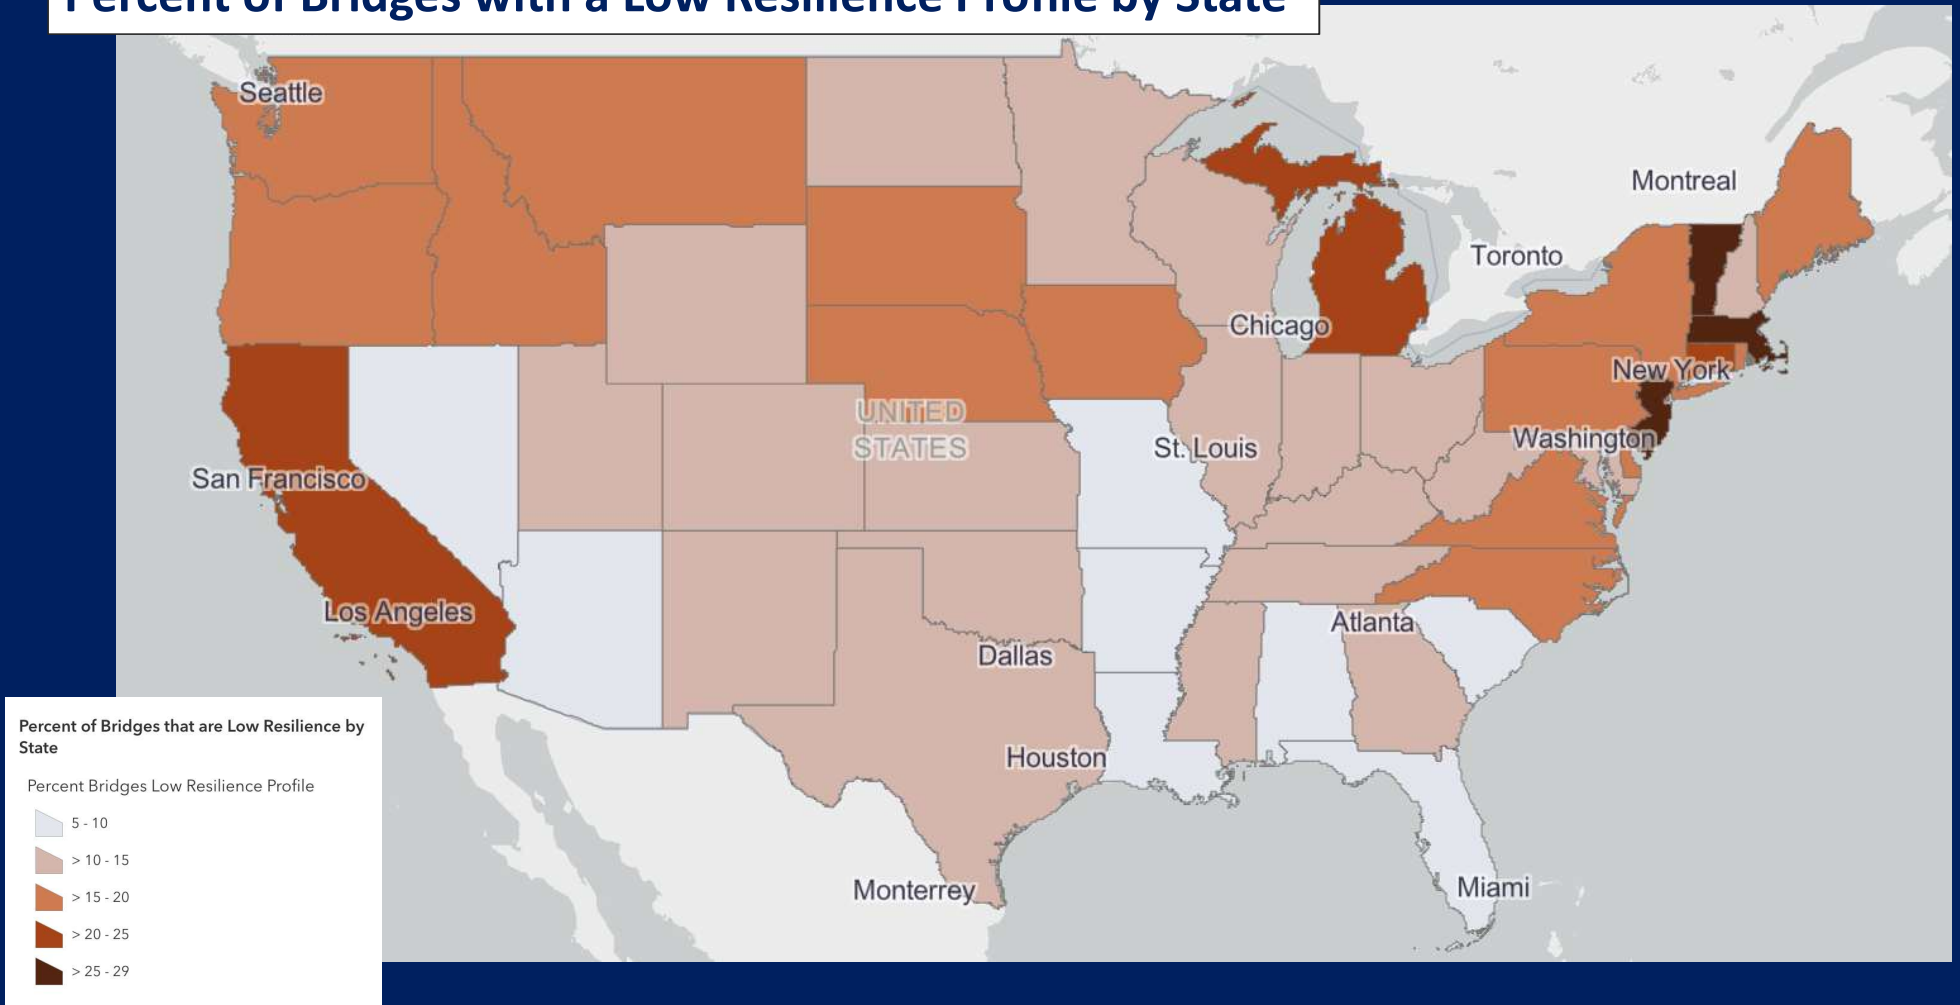 Percent of Bridges with a Low Resilience Profile by State
Seattle
Montreal
Toronto
Chicago
New York
UNITED
STATES
St. Louis
Washington
San Francisco
Los Angeles
Atlanta
Dallas
Houston
Monterrey
Miami
Percent of Bridges that are Low Resilience by
State
Percent Bridges Low Resilience Profile
5 - 10
> 10 - 15
> 15 - 20
> 20 - 25
> 25 - 29